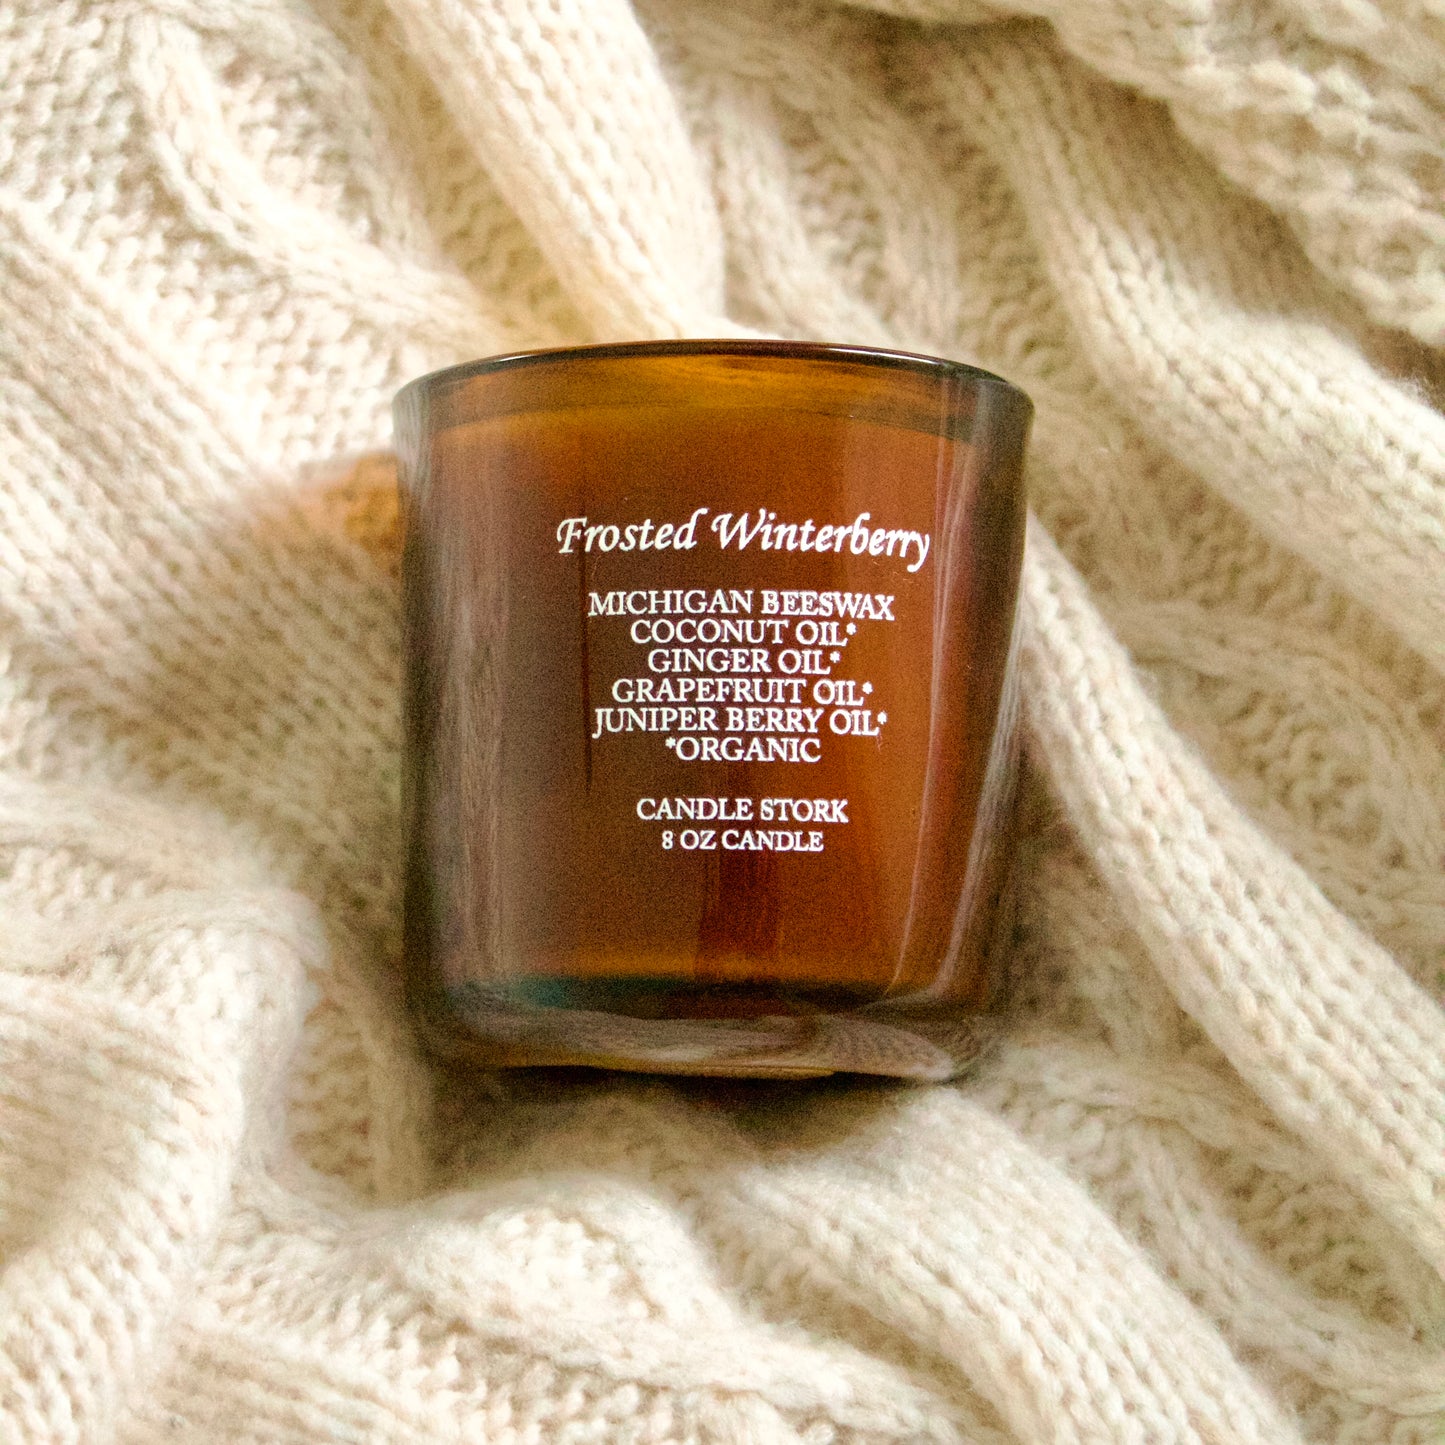 Frosted Winterberry
MICHIGAN BEESWAX
COCONUT OIL*
GINGER OIL*
GRAPEFRUIT OIL*
JUNIPER BERRY OIL*
*ORGANIC
CANDLE STORK
8 OZ CANDLE